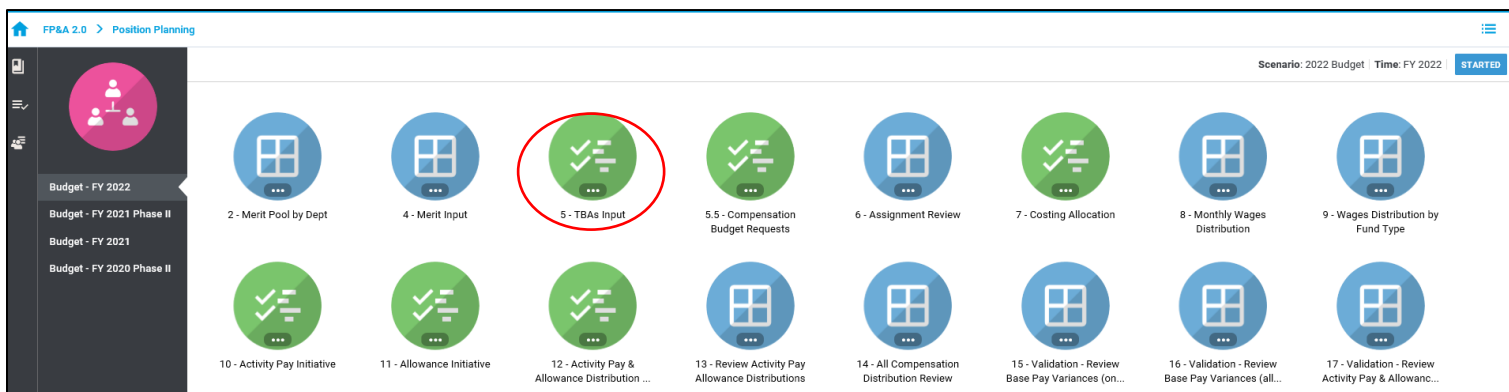 FP&A 2.0 > Position Planning
Scenario: 2022 Budget Time: FY 2022 STARTED
Budget - FY 2022
Budget - FY 2021 Phase II
Budget - FY 2021
Budget - FY 2020 Phase II
2 - Merit Pool by Dept
4 - Merit Input
5 - TBAs Input
5.5 - Compensation
Budget Requests
6 - Assignment Review
7 - Costing Allocation
8 - Monthly Wages
Distribution
9 - Wages Distribution by
Fund Type
10 - Activity Pay Initiative
11 - Allowance Initiative
12 - Activity Pay &
Allowance Distribution ...
13 - Review Activity Pay
Allowance Distributions
14 - All Compensation
Distribution Review
15 - Validation - Review
Base Pay Variances (on...
16 - Validation - Review
Base Pay Variances (all...
17 - Validation - Review
Activity Pay & Allowanc...